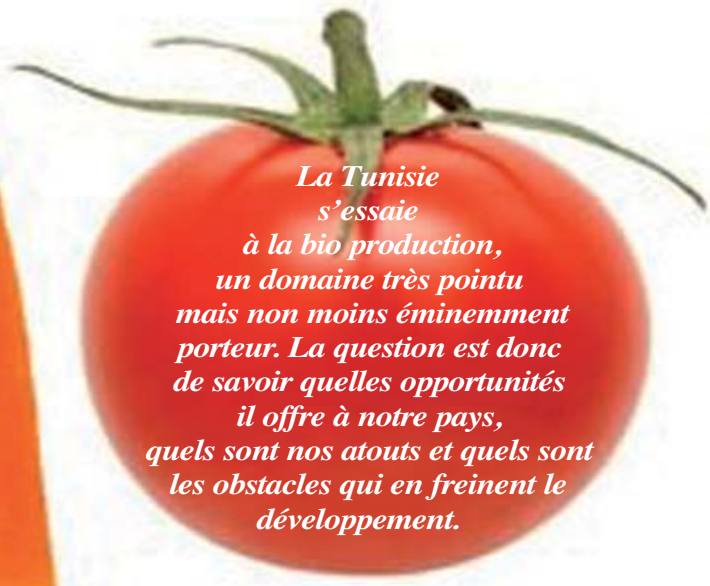 La Tunisie
s’essaie
à la bio production,
un domaine très pointu
mais non moins éminemment
porteur. La question est donc
de savoir quelles opportunités
il offre à notre pays,
quels sont nos atouts et quels sont
les obstacles qui en freinent le
développement.